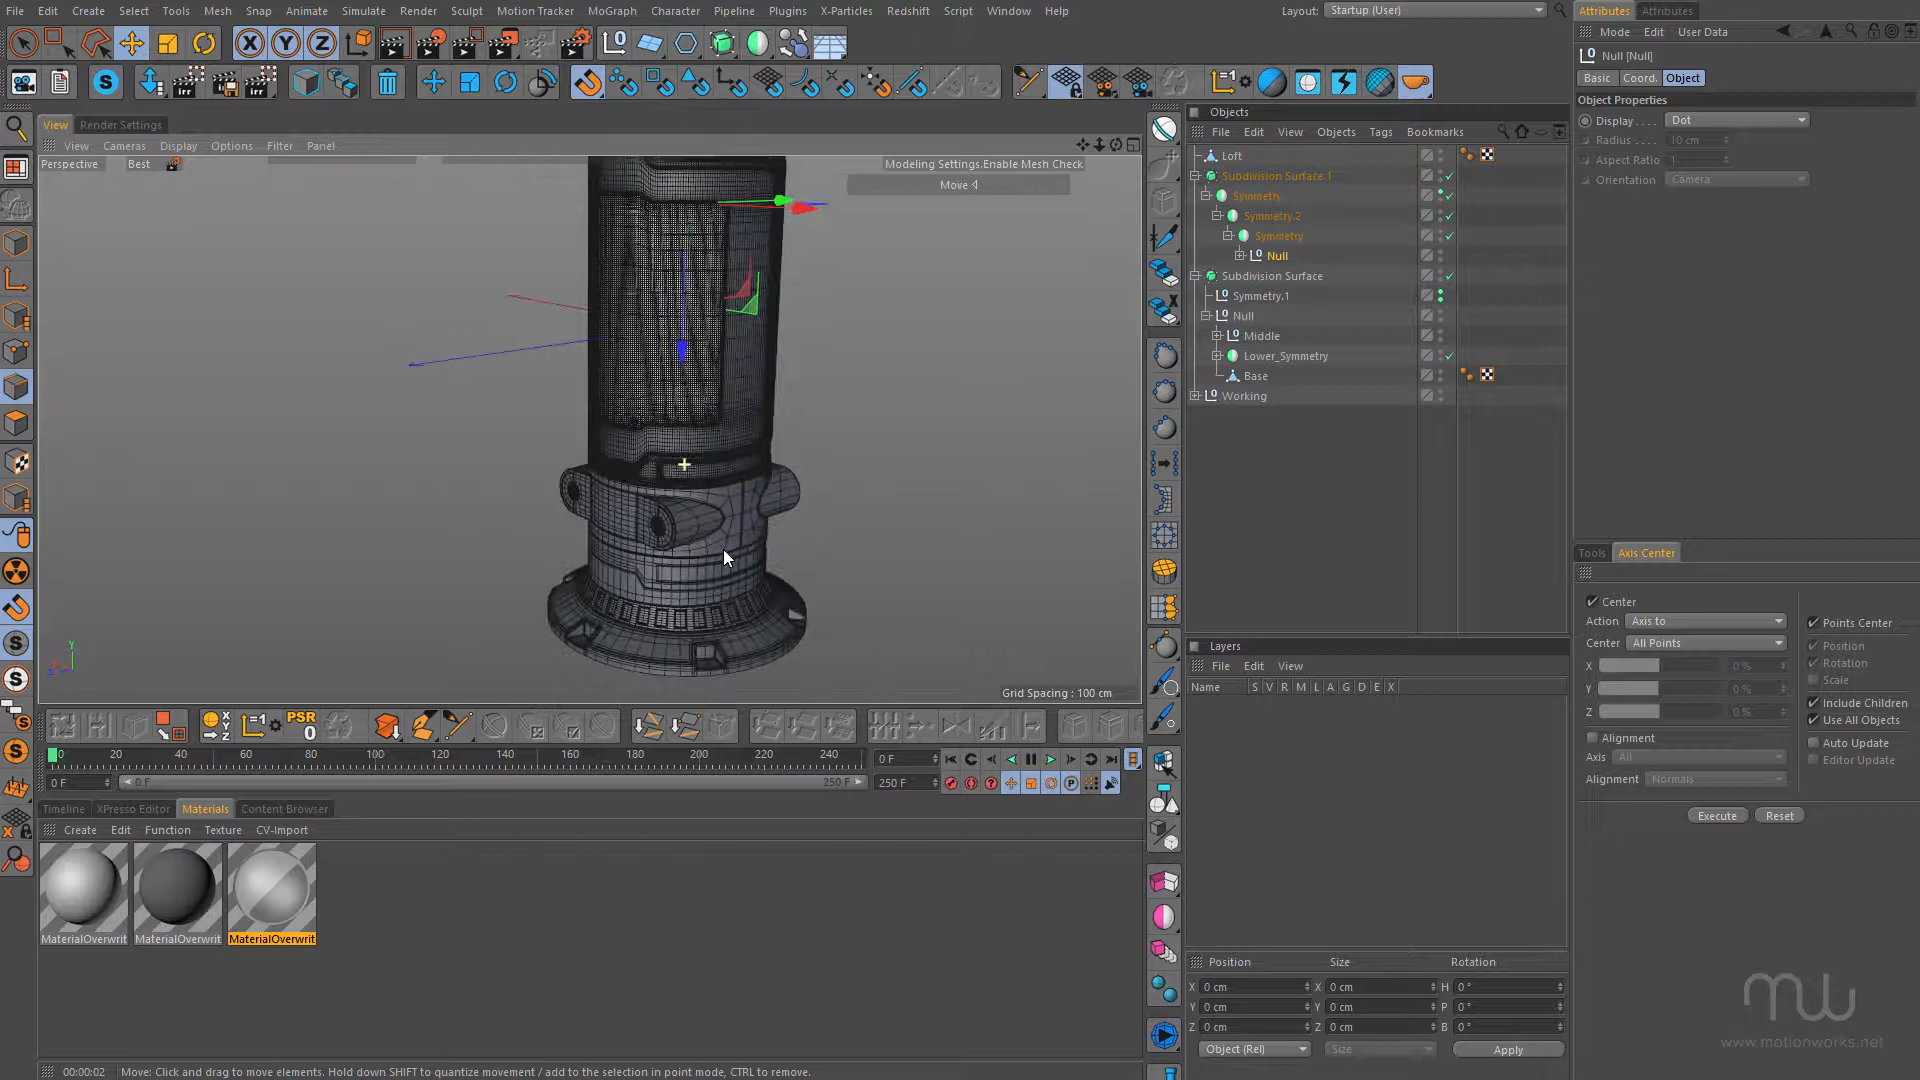 File Edit Create Select Tools Mesh Snap Animate Simulate Render Sculpt Motion Tracker MoGraph Character Pipeline Plugins X-Particles Redshift Script Window Help
Layout: Startup (User)
Attributes Attributes
Mode Edit User Data
Null [Null]
Basic Coord. Object
Object Properties
Display . . . . Dot
Radius . . . . . 10 cm
Aspect Ratio 1
Orientation . Camera
View Render Settings
View Cameras Display Options Filter Panel
Perspective Best
Modeling Settings.Enable Mesh Check
Move
Grid Spacing : 100 cm
Objects
File Edit View Objects Tags Bookmarks
Loft
Subdivision Surface.1
Symmetry
Symmetry.2
Symmetry
Null
Subdivision Surface
Symmetry.1
Null
Middle
Lower_Symmetry
Base
Working
Layers
File Edit View
Name S V R M L A G D E X
Tools Axis Center
Center
Action Axis to
Center All Points
X 0 %
Y 0 %
Z 0 %
Points Center
Position
Rotation
Scale
Include Children
Use All Objects
Alignment
Axis All
Alignment Normals
Auto Update
Editor Update
Execute Reset
PSR
0
0 20 40 60 80 100 120 140 160 180 200 220 240
0 F
0 F 0 F 250 F 250 F
Timeline XPresso Editor Materials Content Browser
Create Edit Function Texture CV-Import
MaterialOverwrit MaterialOverwrit MaterialOverwrit
Position Size Rotation
X 0 cm X 0 cm H 0 °
Y 0 cm Y 0 cm P 0 °
Z 0 cm Z 0 cm B 0 °
Object (Rel) Size Apply
mw
www.motionworks.net
00:00:02 Move: Click and drag to move elements. Hold down SHIFT to quantize movement / add to the selection in point mode, CTRL to remove.